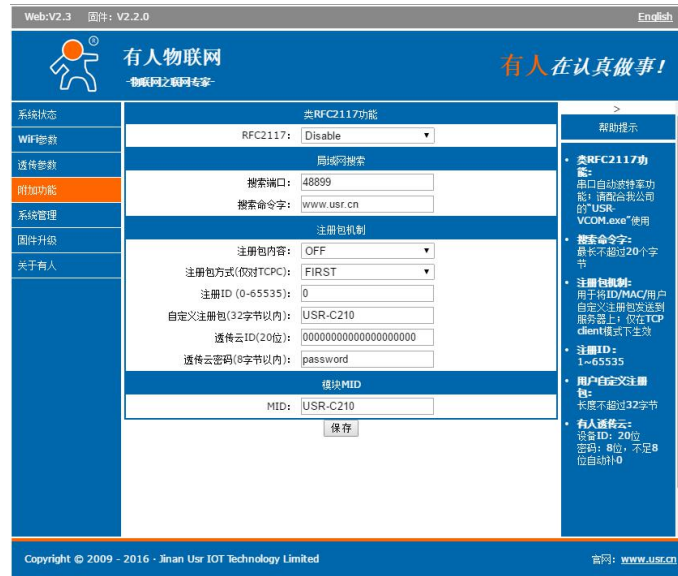 Web:V2.3 固件: V2.2.0 English
有人物联网
-物联网之联网专家-
有人在认真做事!
系统状态
WiFi参数
透传参数
附加功能
系统管理
固件升级
关于有人
类RFC2117功能
RFC2117: Disable
局域网搜索
搜索端口: 48899
搜索命令字: www.usr.cn
注册包机制
注册包内容: OFF
注册包方式(仅对TCPC): FIRST
注册ID (0-65535): 0
自定义注册包(32字节以内): USR-C210
透传云ID(20位): 00000000000000000000
透传云密码(8字节以内): password
模块MID
MID: USR-C210
保存
>
帮助提示
• 类RFC2117功
能:
串口自动波特率功
能; 请配合我公司
的"USR-
VCOM.exe"使用
• 搜索命令字:
最长不超过20个字
节
• 注册包机制:
用于将ID/MAC/用户
自定义注册包发送到
服务器上; 仅在TCP
client模式下生效
• 注册ID:
1~65535
• 用户自定义注册
包:
长度不超过32字节
• 有人透传云:
设备ID: 20位
密码: 8位, 不足8
位自动补0
Copyright © 2009 - 2016 · Jinan Usr IOT Technology Limited 官网: www.usr.cn